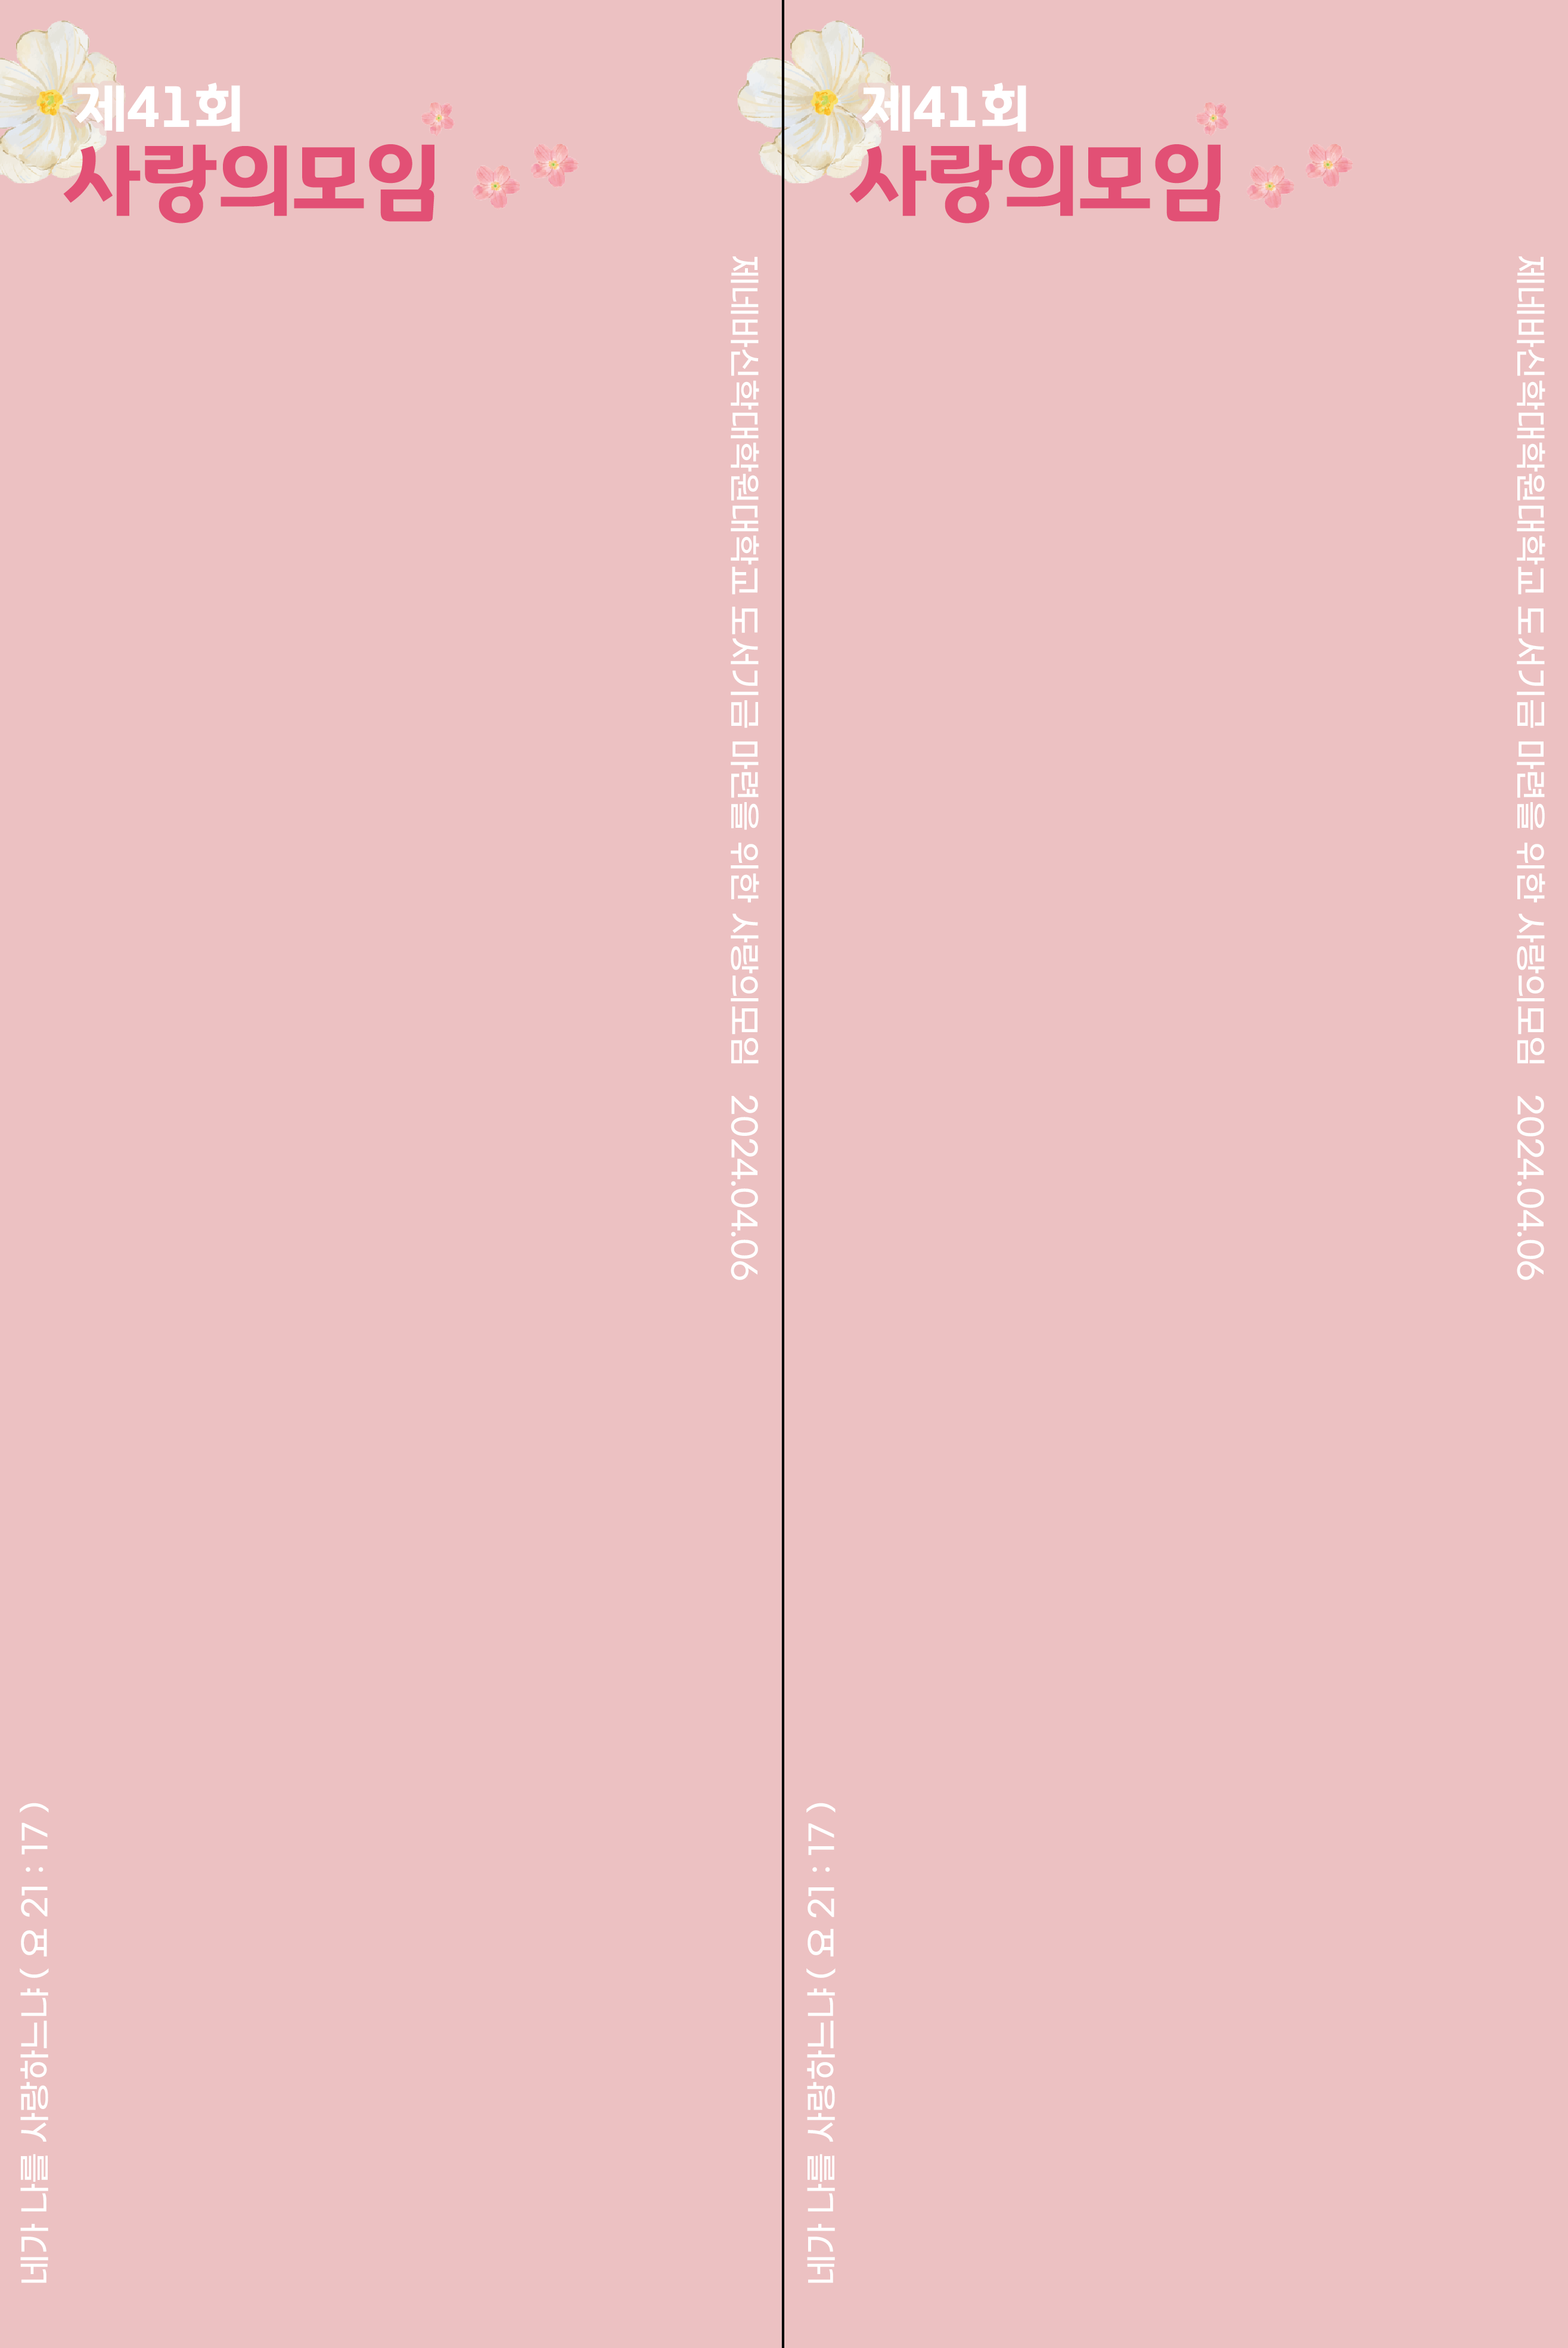 제41회
사랑의모임
제네바신학대학원대학교 도서기금 마련을 위한 사랑의모임 2024.04.06
네가 나를 사랑하느냐 ( 요 21 : 17 )
제41회
사랑의모임
제네바신학대학원대학교 도서기금 마련을 위한 사랑의모임 2024.04.06
네가 나를 사랑하느냐 ( 요 21 : 17 )